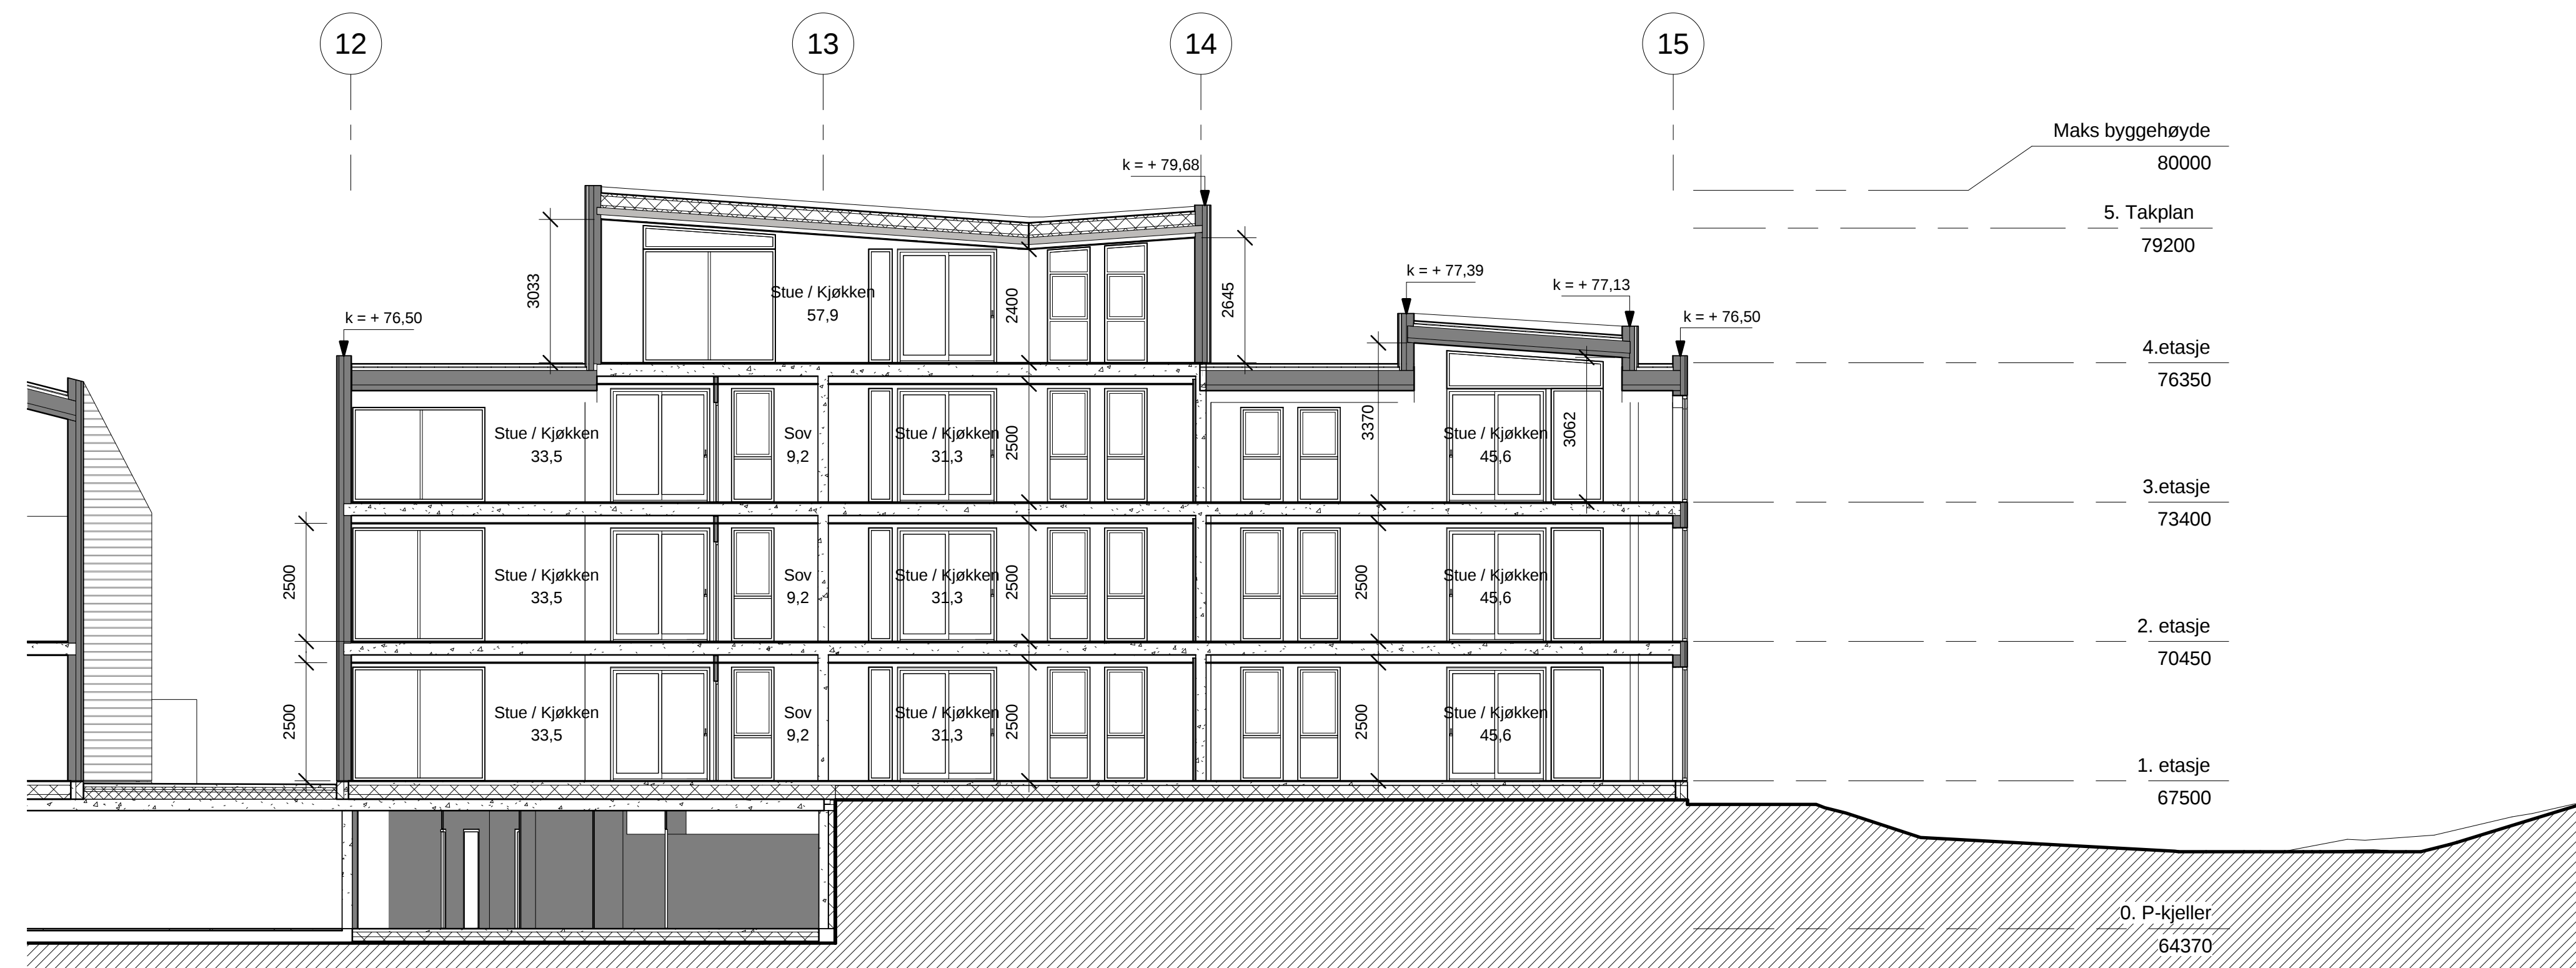 12
13
14
15
Maks byggehøyde
80000
k = + 79,68
5. Takplan
79200
3033
Stue / Kjøkken
57,9
2400
2645
k = + 77,39
k = + 77,13
k = + 76,50
k = + 76,50
4.etasje
76350
Stue / Kjøkken
33,5
Sov
9,2
Stue / Kjøkken
31,3
2500
3370
Stue / Kjøkken
45,6
3062
3.etasje
73400
2500
Stue / Kjøkken
33,5
Sov
9,2
Stue / Kjøkken
31,3
2500
2500
Stue / Kjøkken
45,6
2. etasje
70450
2500
Stue / Kjøkken
33,5
Sov
9,2
Stue / Kjøkken
31,3
2500
2500
Stue / Kjøkken
45,6
1. etasje
67500
0. P-kjeller
64370